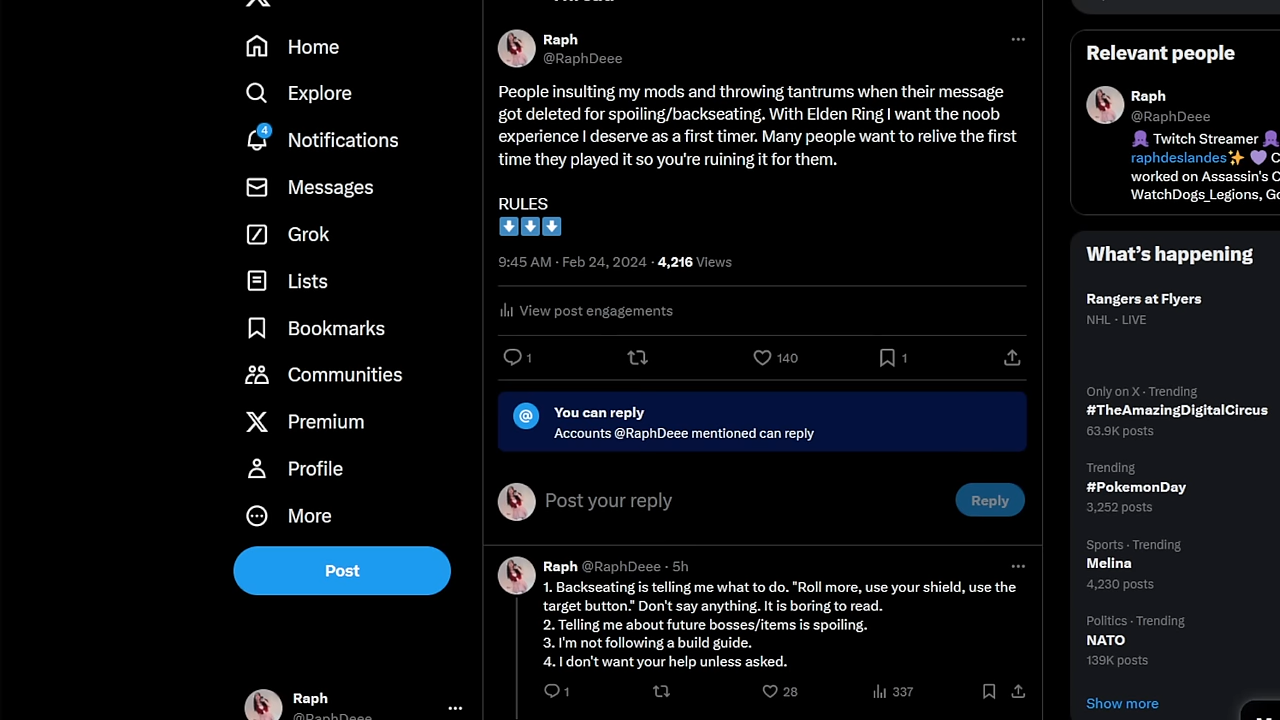 Home
Explore
4
Notifications
Messages
Grok
Lists
Bookmarks
Communities
Premium
Profile
More
Post
Raph
@RaphDeee
Raph
@RaphDeee
People insulting my mods and throwing tantrums when their message
got deleted for spoiling/backseating. With Elden Ring I want the noob
experience I deserve as a first timer. Many people want to relive the first
time they played it so you're ruining it for them.
RULES
⬇️⬇️⬇️
9:45 AM · Feb 24, 2024 · 4,216 Views
View post engagements
1 140 1
You can reply
Accounts @RaphDeee mentioned can reply
Post your reply
Reply
Raph @RaphDeee · 5h
1. Backseating is telling me what to do. "Roll more, use your shield, use the
target button." Don't say anything. It is boring to read.
2. Telling me about future bosses/items is spoiling.
3. I'm not following a build guide.
4. I don't want your help unless asked.
1 28 337
Relevant people
Raph
@RaphDeee
Twitch Streamer
raphdeslandes✨ 💜 C
worked on Assassin's C
WatchDogs_Legions, Go
What's happening
Rangers at Flyers
NHL · LIVE
Only on X · Trending
#TheAmazingDigitalCircus
63.9K posts
Trending
#PokemonDay
3,252 posts
Sports · Trending
Melina
4,230 posts
Politics · Trending
NATO
139K posts
Show more